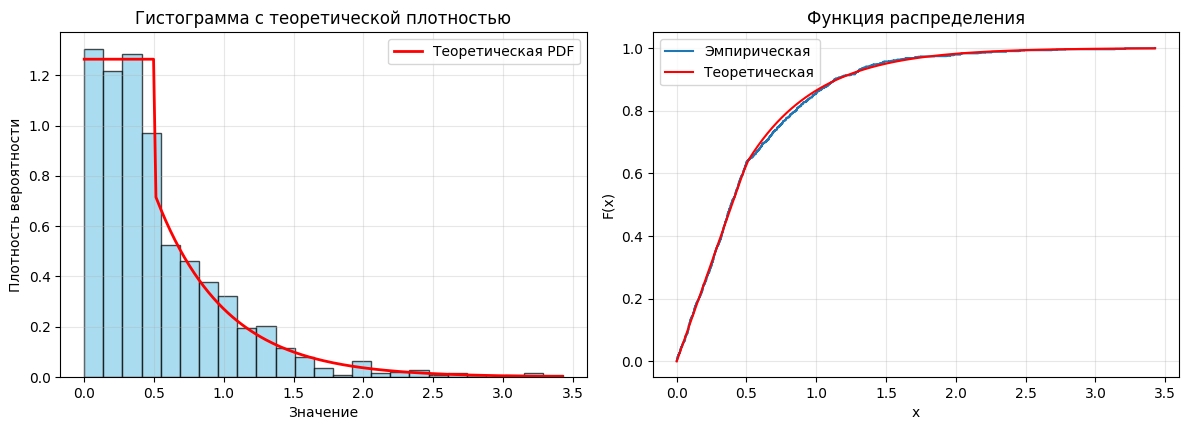 Гистограмма с теоретической плотностью
Теоретическая PDF
Плотность вероятности
1.2
1.0
0.8
0.6
0.4
0.2
0.0
0.0 0.5 1.0 1.5 2.0 2.5 3.0 3.5
Значение
Функция распределения
Эмпирическая
Теоретическая
F(x)
1.0
0.8
0.6
0.4
0.2
0.0
0.0 0.5 1.0 1.5 2.0 2.5 3.0 3.5
x